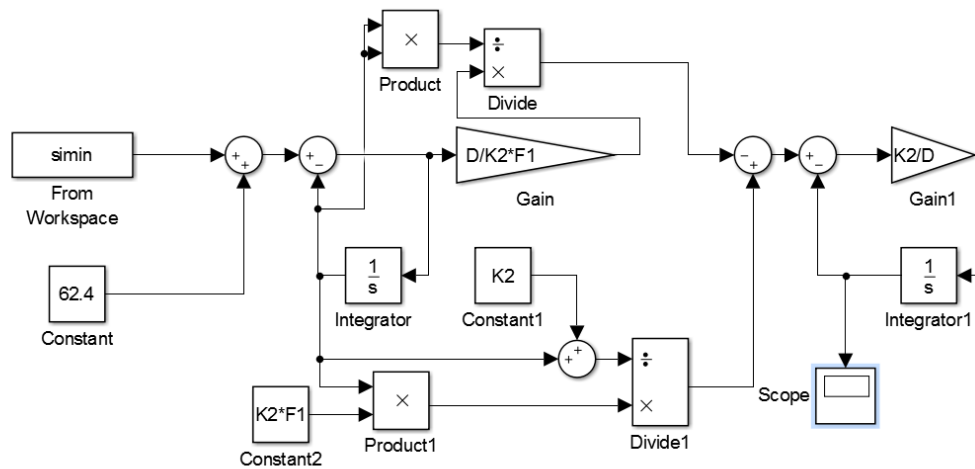 Product
÷
×
Divide
simin
From
Workspace
+
+
+
−
D/K2*F1
Gain
−
+
+
−
K2/D
Gain1
62.4
Constant
1
s
Integrator
K2
Constant1
1
s
Integrator1
+
+
÷
×
Divide1
Scope
K2*F1
Constant2
×
Product1
×